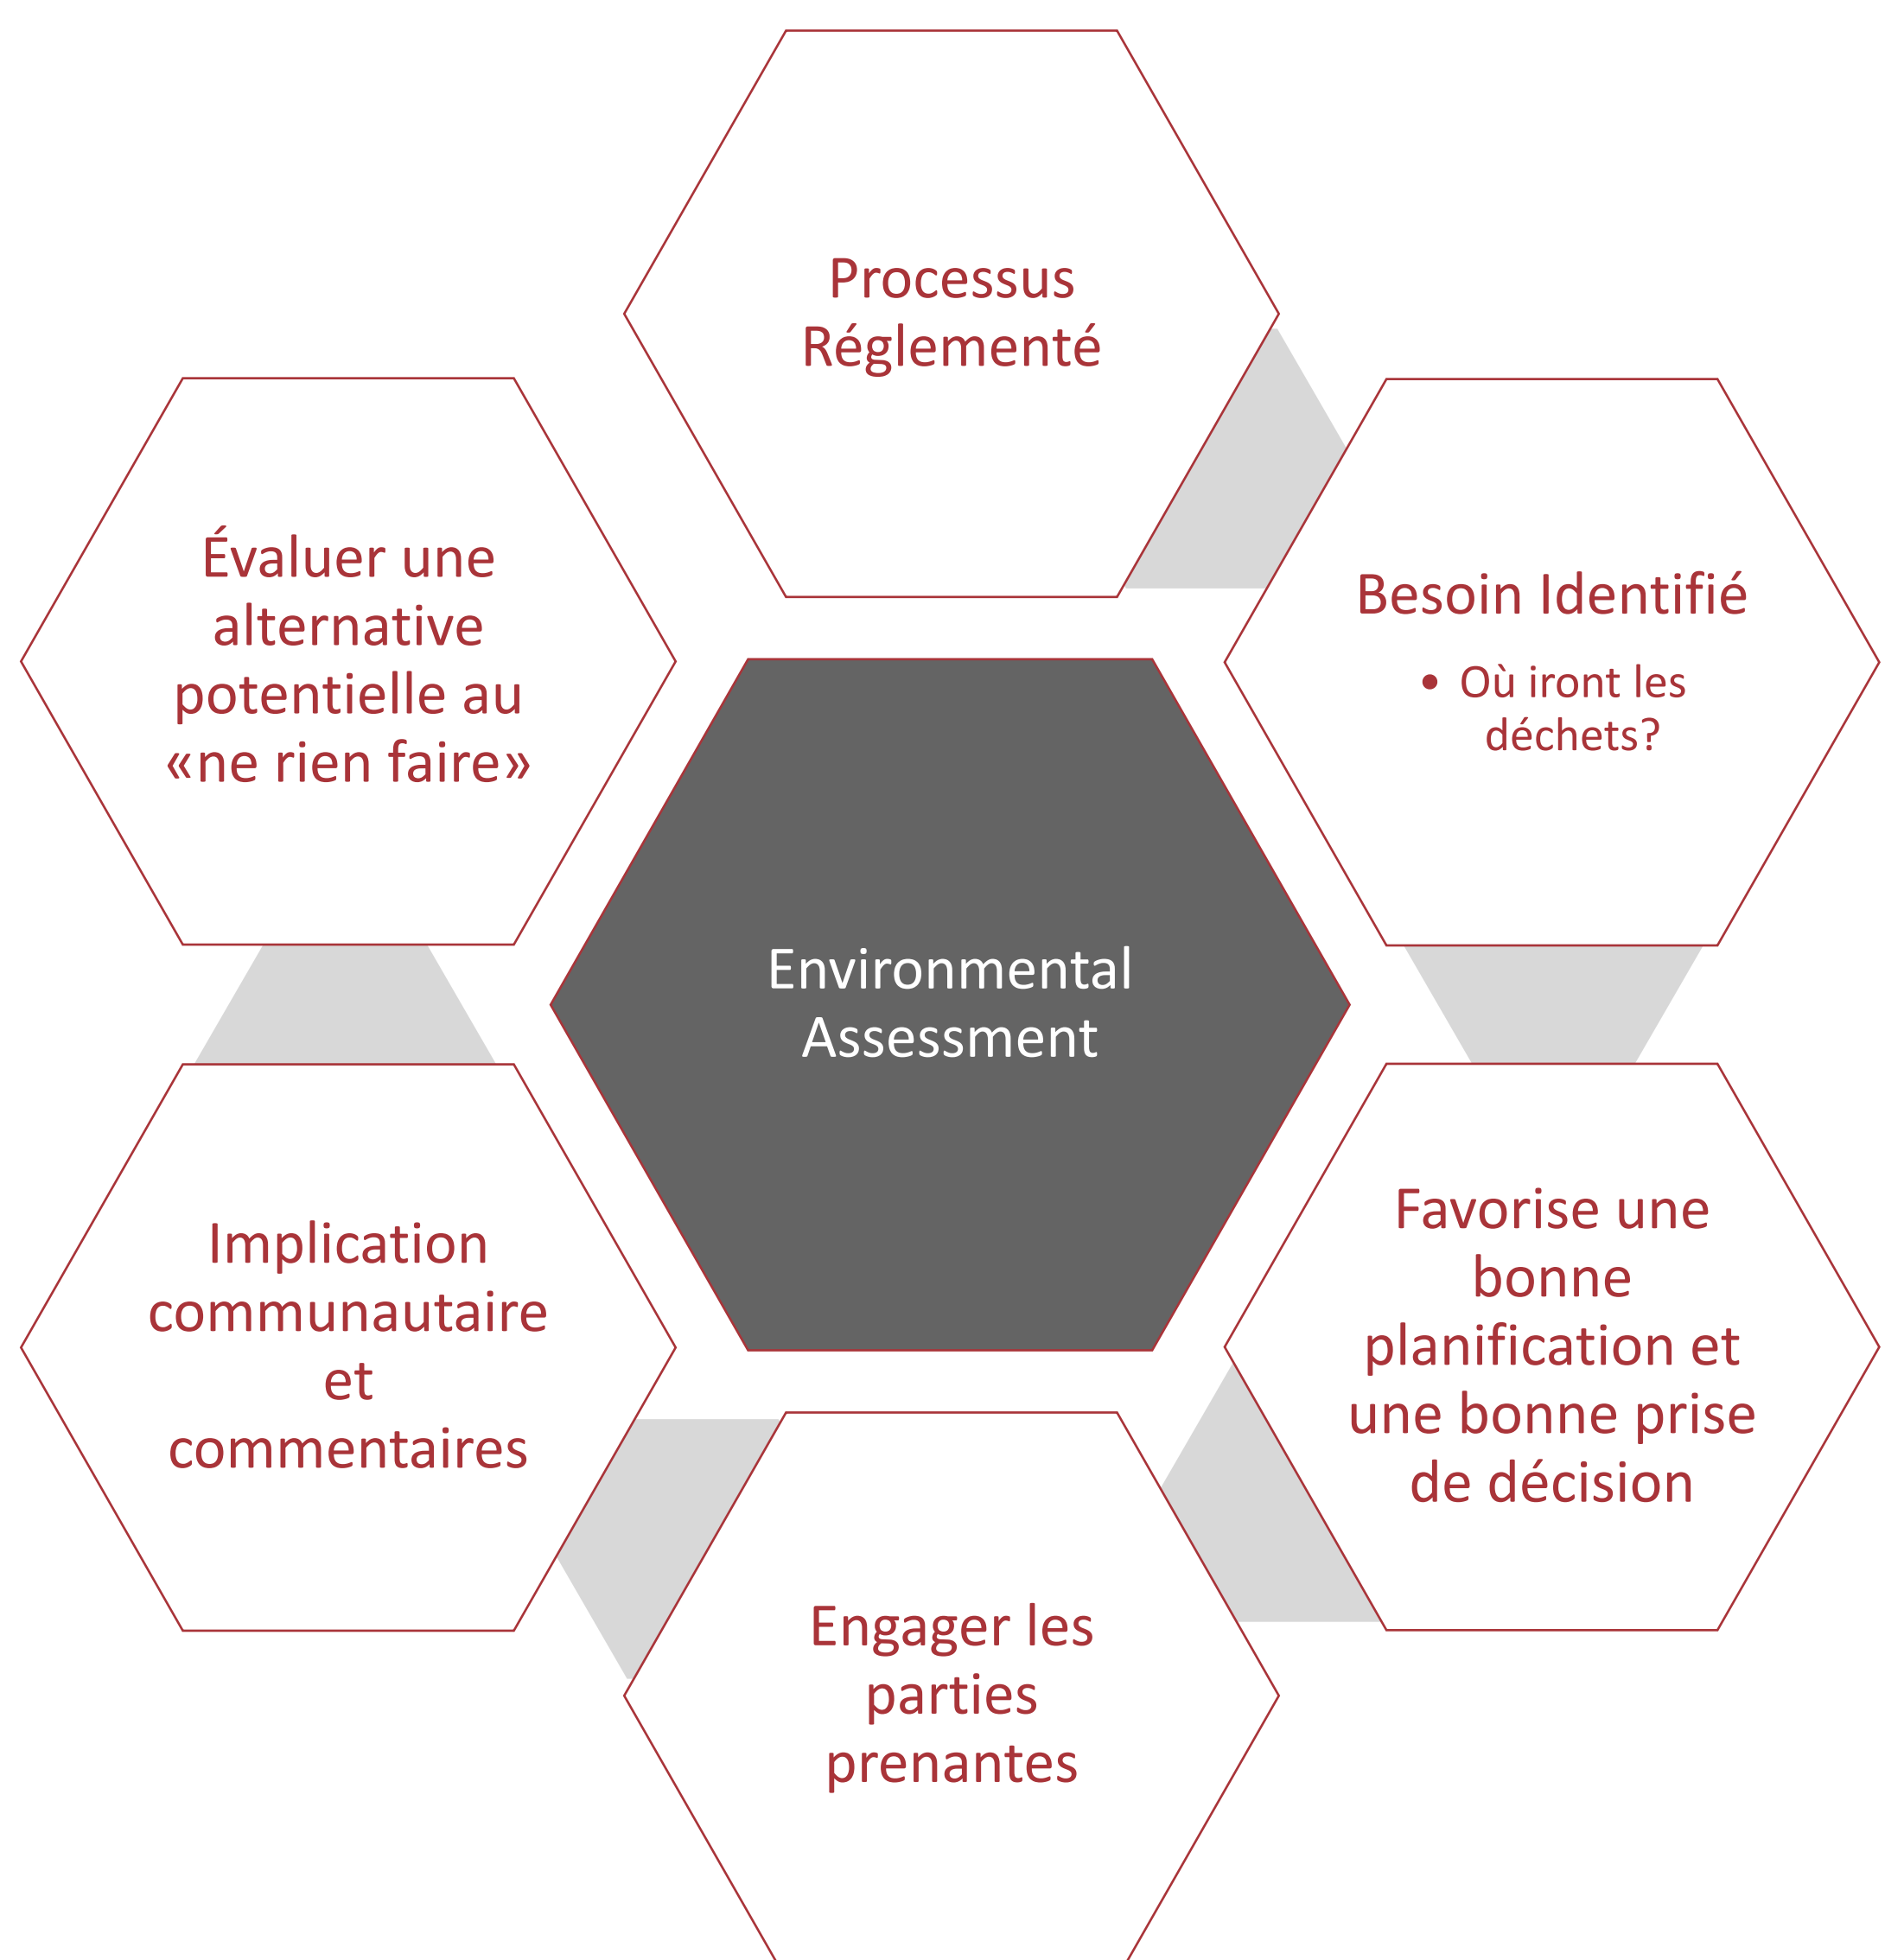 Processus
Réglementé
Besoin Identifié
• Où iront les
déchets?
Favorise une
bonne
planification et
une bonne prise
de décision
Engager les
parties
prenantes
Implication
communautaire
et
commentaires
Évaluer une
alternative
potentielle au
«ne rien faire»
Environmental
Assessment